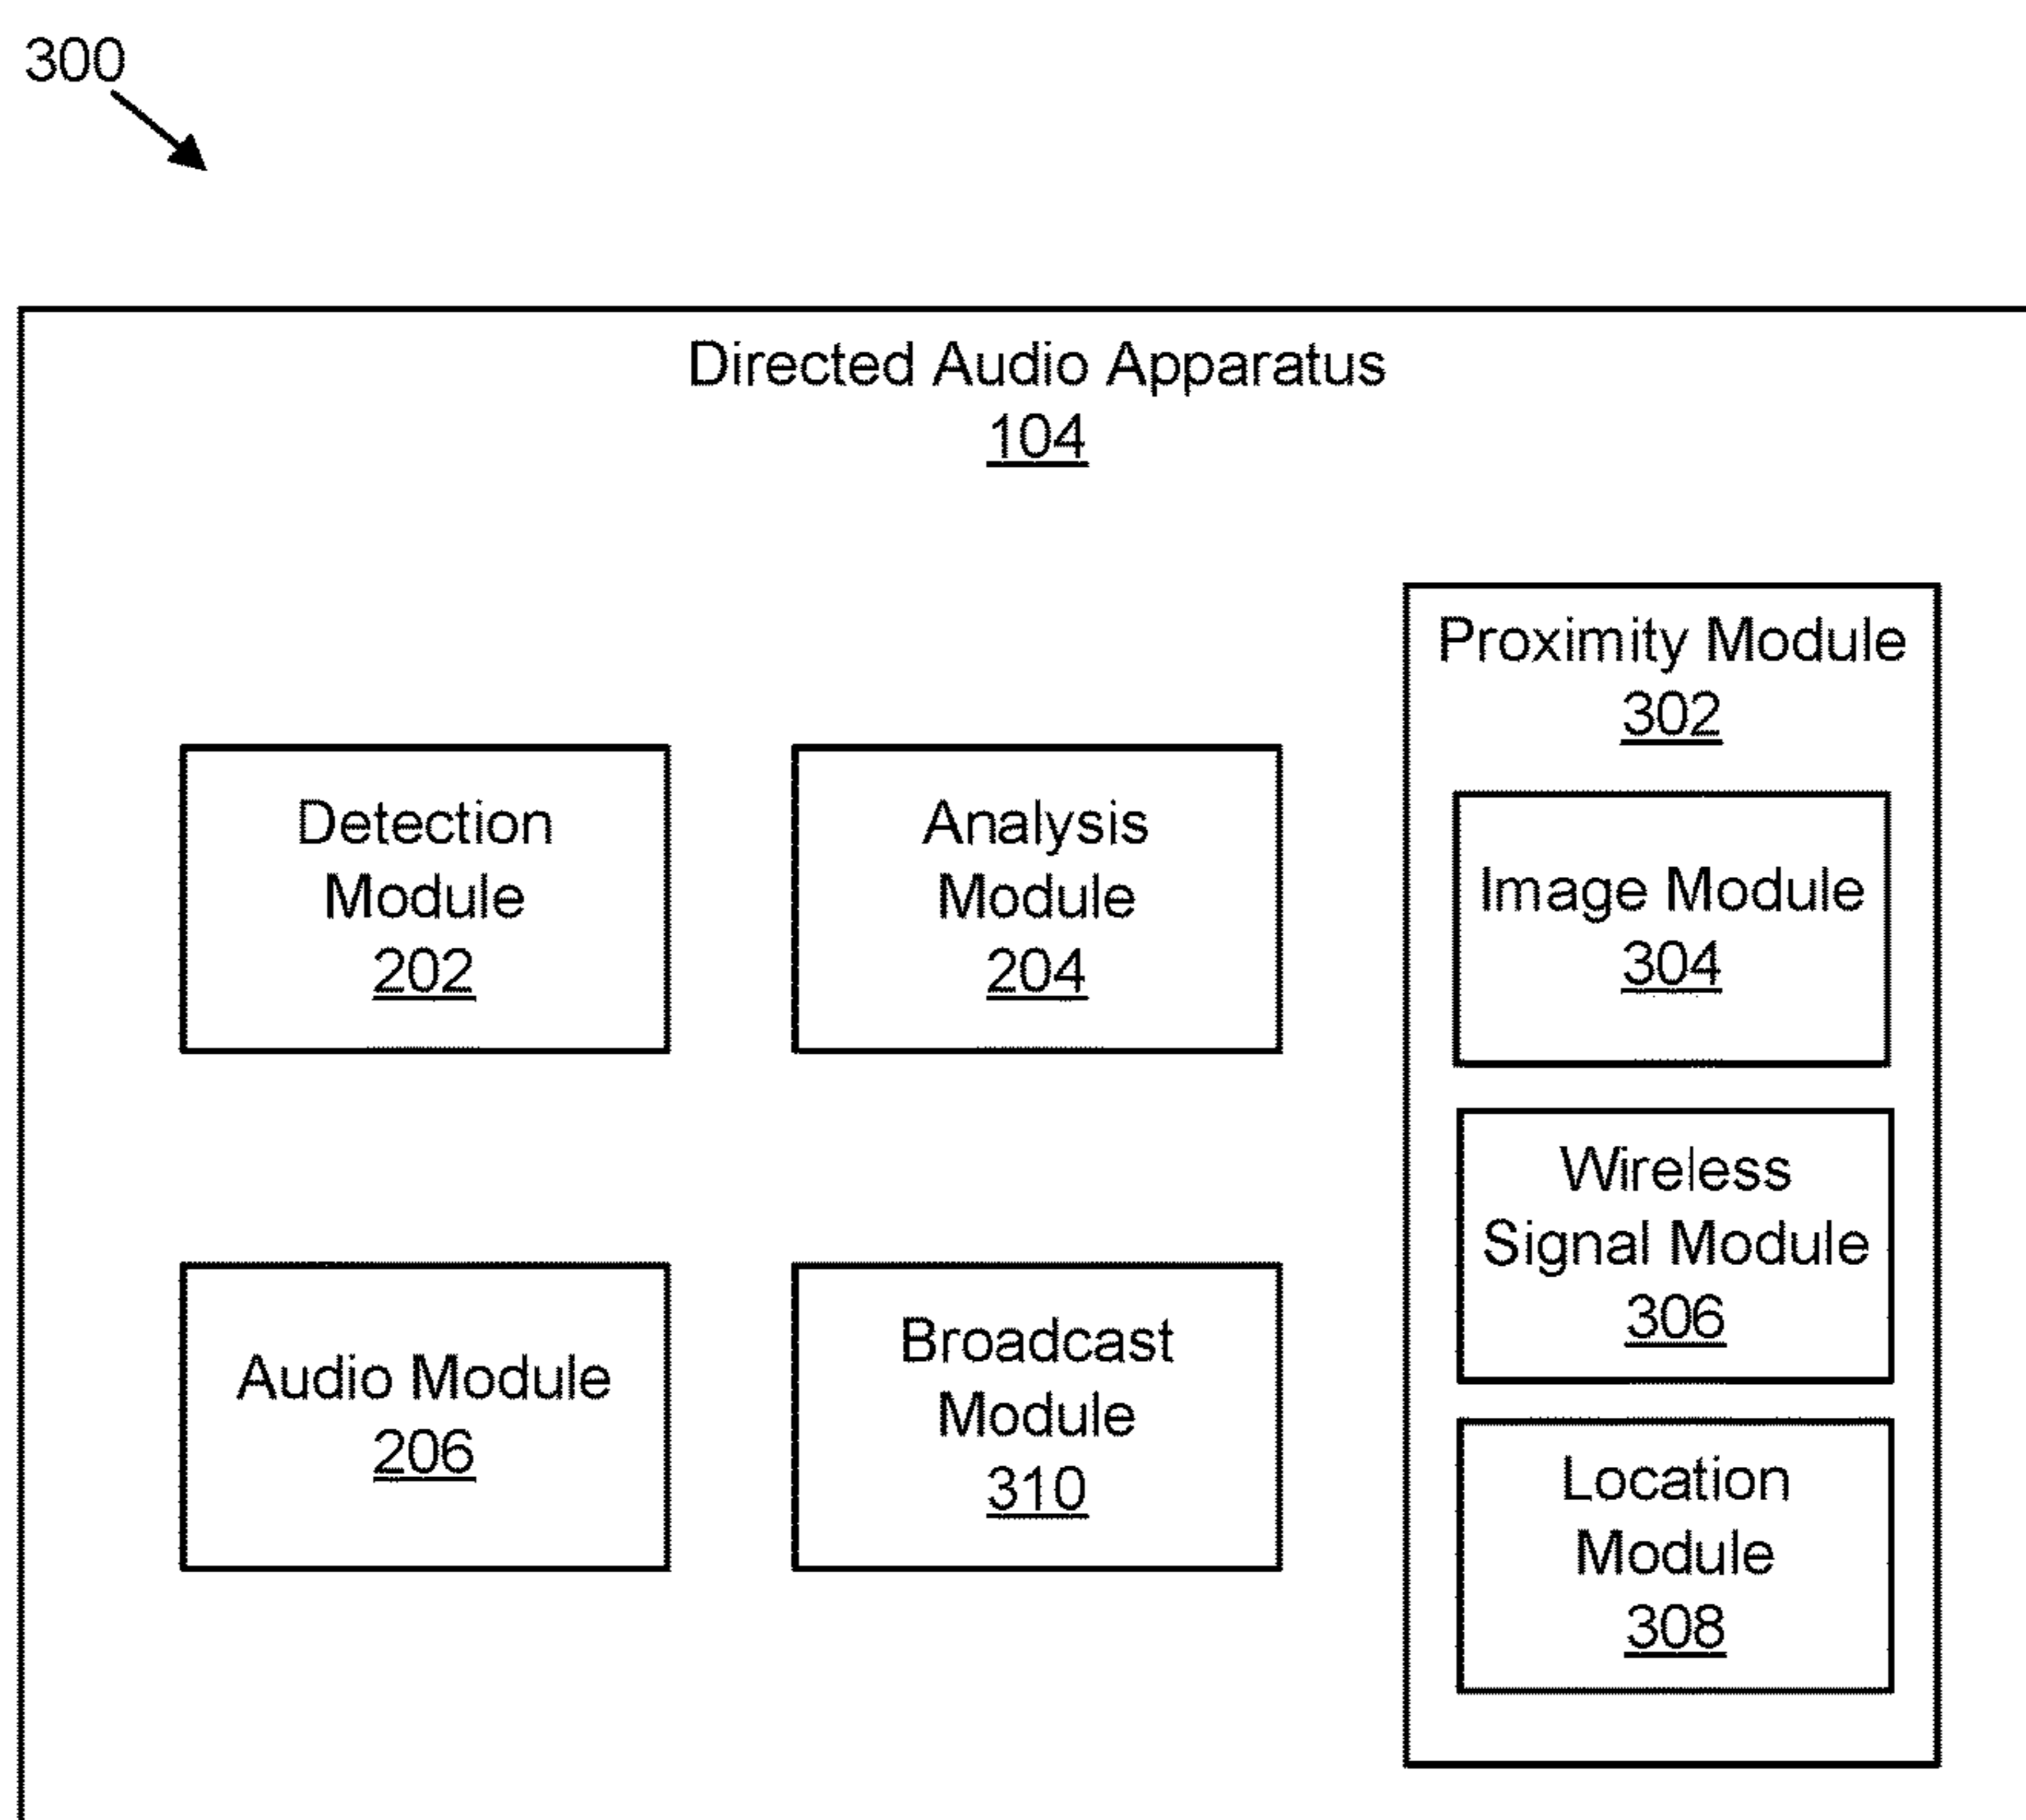 300
Directed Audio Apparatus
104
Proximity Module
302
Detection
Module
202
Analysis
Module
204
Image Module
304
Wireless
Signal Module
306
Audio Module
206
Broadcast
Module
310
Location
Module
308